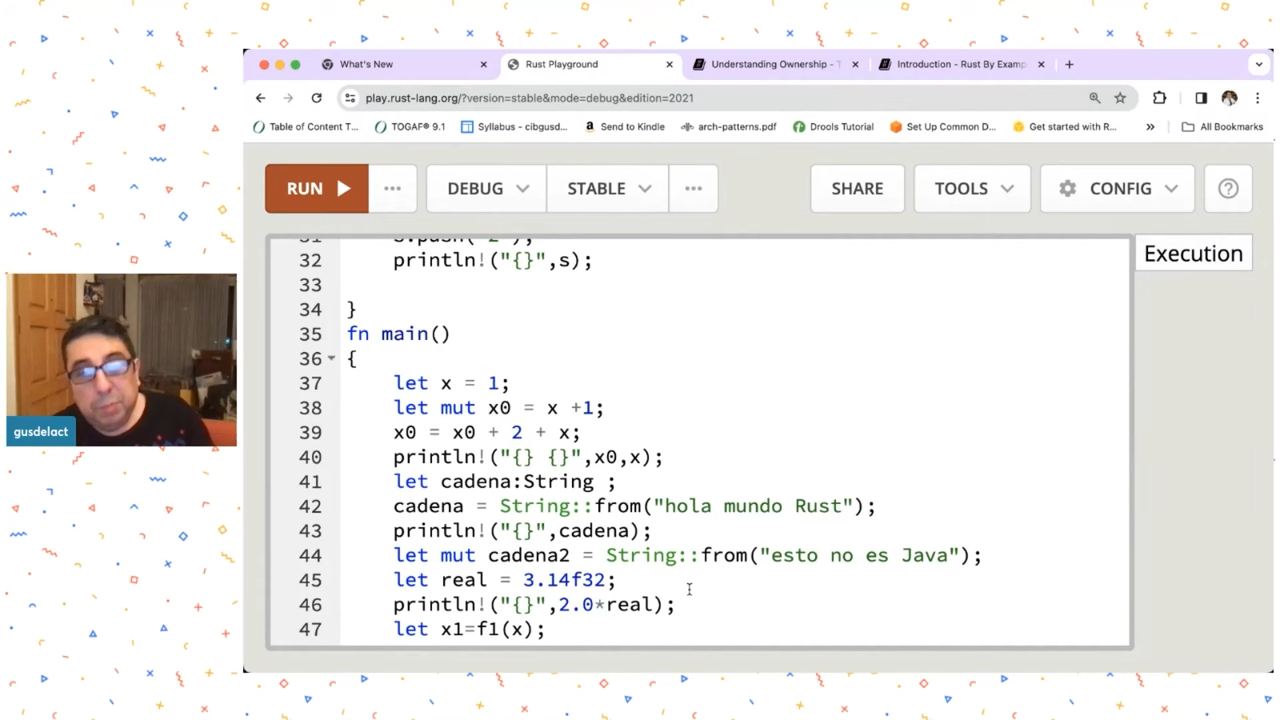 What's New
Rust Playground
Understanding Ownership - T
Introduction - Rust By Examp
play.rust-lang.org/?version=stable&mode=debug&edition=2021
Table of Content T...
TOGAF® 9.1
Syllabus - cibgusd...
Send to Kindle
arch-patterns.pdf
Drools Tutorial
Set Up Common D...
Get started with R...
»
All Bookmarks
RUN
DEBUG
STABLE
SHARE
TOOLS
CONFIG
Execution
32 println!("{}",s);
33
34 }
35 fn main()
36 {
37 let x = 1;
38 let mut x0 = x +1;
39 x0 = x0 + 2 + x;
40 println!("{} {}",x0,x);
41 let cadena:String ;
42 cadena = String::from("hola mundo Rust");
43 println!("{}",cadena);
44 let mut cadena2 = String::from("esto no es Java");
45 let real = 3.14f32;
46 println!("{}",2.0*real);
47 let x1=f1(x);
gusdelact